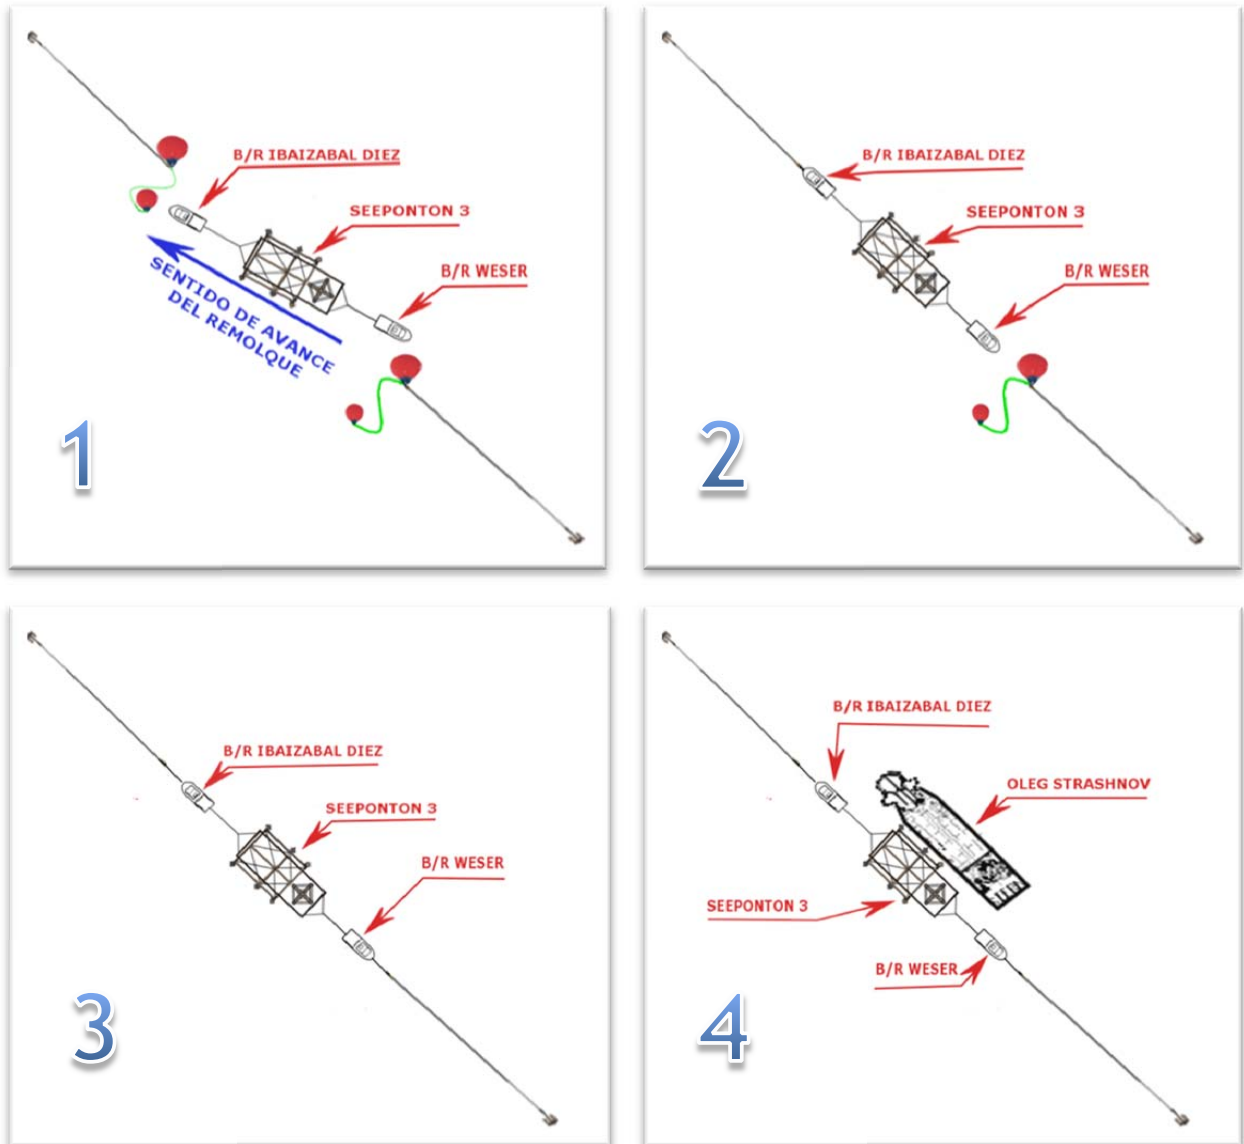 B/R IBAIZABAL DIEZ
SEEPONTON 3
B/R WESER
SENTIDO DE AVANCE
DEL REMOLQUE
1
B/R IBAIZABAL DIEZ
SEEPONTON 3
B/R WESER
2
B/R IBAIZABAL DIEZ
SEEPONTON 3
B/R WESER
3
B/R IBAIZABAL DIEZ
OLEG STRASHNOV
SEEPONTON 3
B/R WESER
4